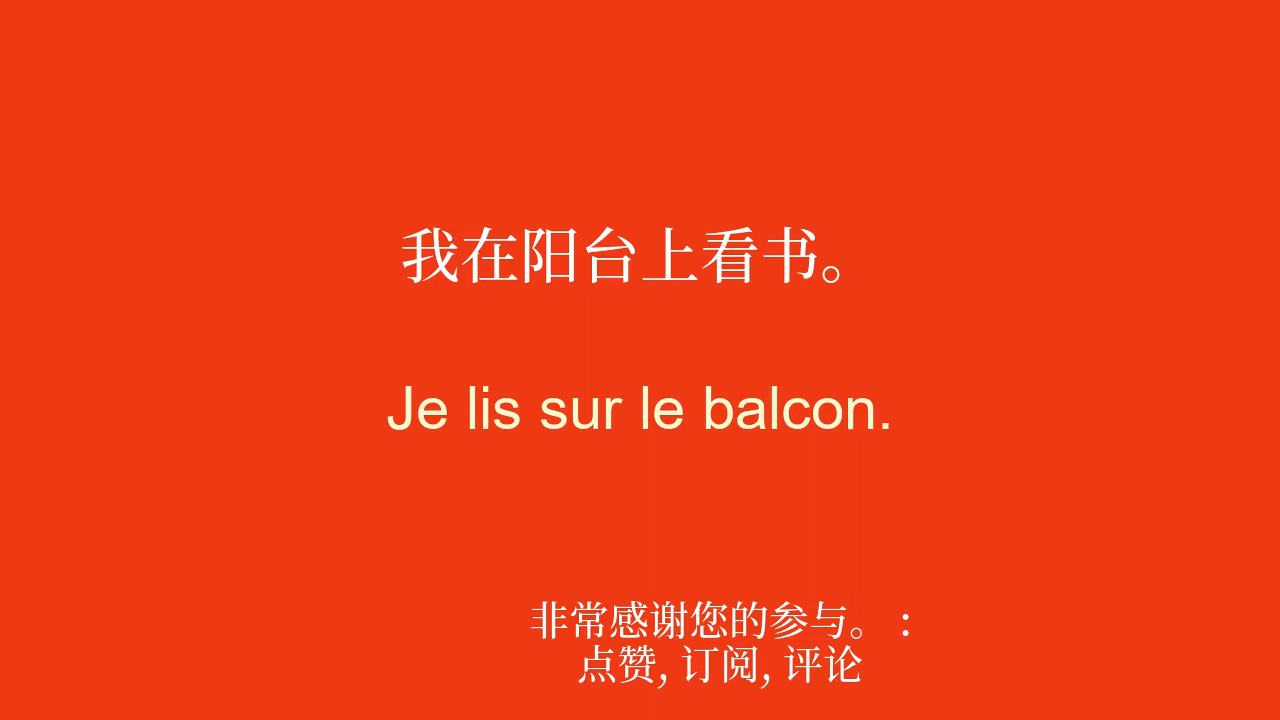 我在阳台上看书。
Je lis sur le balcon.
非常感谢您的参与。 :
点赞, 订阅, 评论